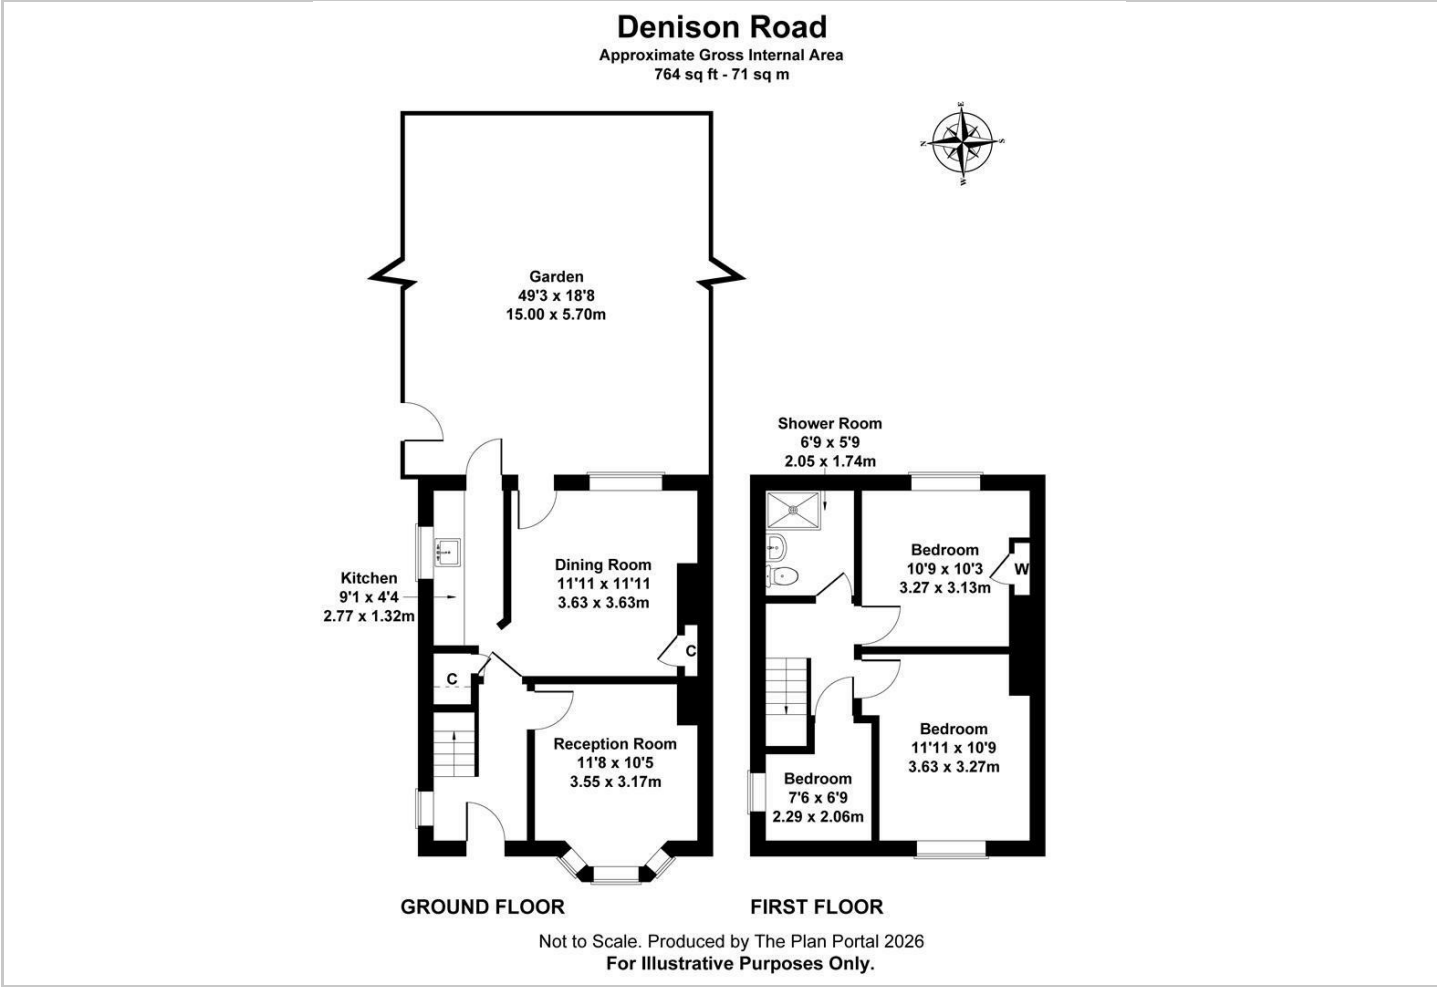 Denison Road
Approximate Gross Internal Area
764 sq ft - 71 sq m
E
N
S
W
Garden
49'3 x 18'8
15.00 x 5.70m
Shower Room
6'9 x 5'9
2.05 x 1.74m
Kitchen
9'1 x 4'4
2.77 x 1.32m
Dining Room
11'11 x 11'11
3.63 x 3.63m
C
C
Reception Room
11'8 x 10'5
3.55 x 3.17m
Bedroom
10'9 x 10'3
3.27 x 3.13m
W
Bedroom
11'11 x 10'9
3.63 x 3.27m
Bedroom
7'6 x 6'9
2.29 x 2.06m
GROUND FLOOR
FIRST FLOOR
Not to Scale. Produced by The Plan Portal 2026
For Illustrative Purposes Only.